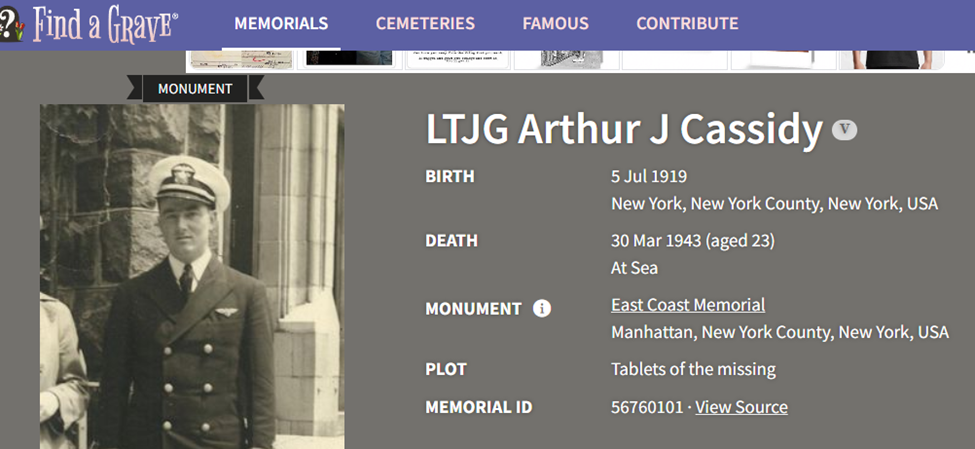 ? Find a Grave®
MEMORIALS CEMETERIES FAMOUS CONTRIBUTE
MONUMENT
LTJG Arthur J Cassidy V
BIRTH 5 Jul 1919
New York, New York County, New York, USA
DEATH 30 Mar 1943 (aged 23)
At Sea
MONUMENT i East Coast Memorial
Manhattan, New York County, New York, USA
PLOT Tablets of the missing
MEMORIAL ID 56760101 · View Source